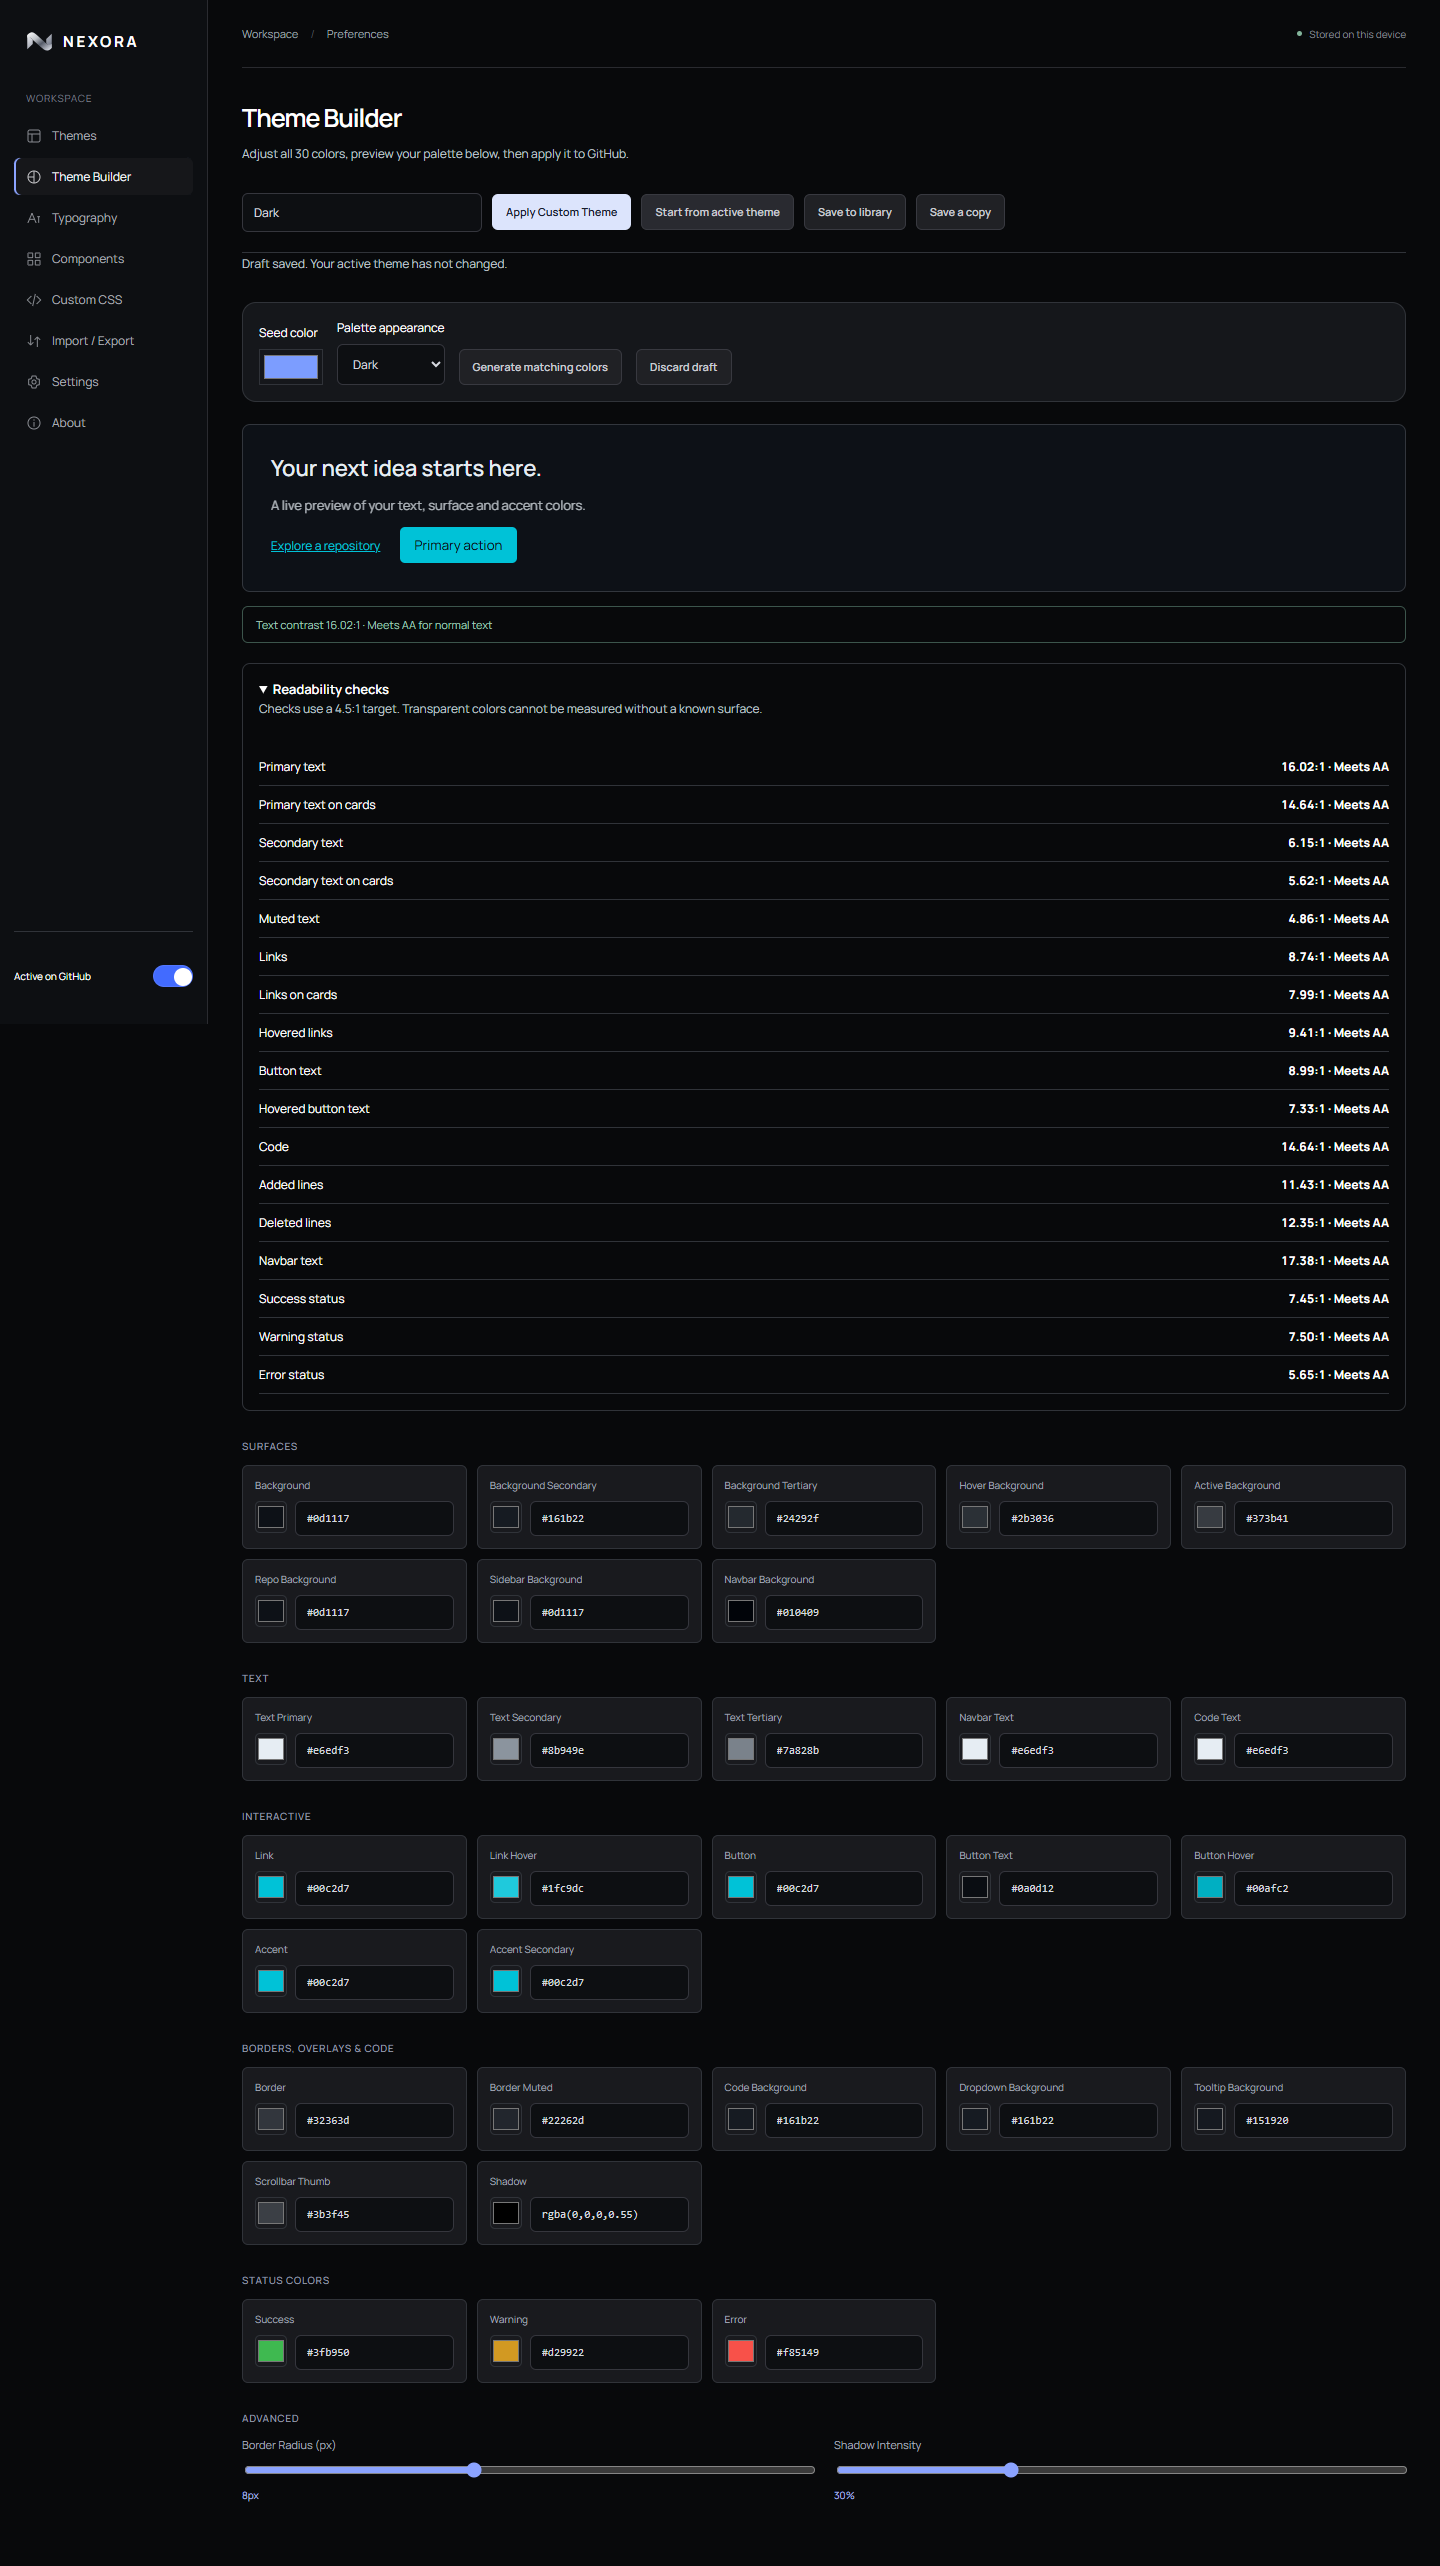 NEXORA
WORKSPACE
Themes
Theme Builder
Typography
Components
Custom CSS
Import / Export
Settings
About
Active on GitHub
Workspace / Preferences
Stored on this device
Theme Builder
Adjust all 30 colors, preview your palette below, then apply it to GitHub.
Dark
Apply Custom Theme
Start from active theme
Save to library
Save a copy
Draft saved. Your active theme has not changed.
Seed color
Palette appearance
Dark
Generate matching colors
Discard draft
Your next idea starts here.
A live preview of your text, surface and accent colors.
Explore a repository
Primary action
Text contrast 16.02:1 · Meets AA for normal text
Readability checks
Checks use a 4.5:1 target. Transparent colors cannot be measured without a known surface.
Primary text 16.02:1 · Meets AA
Primary text on cards 14.64:1 · Meets AA
Secondary text 6.15:1 · Meets AA
Secondary text on cards 5.62:1 · Meets AA
Muted text 4.86:1 · Meets AA
Links 8.74:1 · Meets AA
Links on cards 7.99:1 · Meets AA
Hovered links 9.41:1 · Meets AA
Button text 8.99:1 · Meets AA
Hovered button text 7.33:1 · Meets AA
Code 14.64:1 · Meets AA
Added lines 11.43:1 · Meets AA
Deleted lines 12.35:1 · Meets AA
Navbar text 17.38:1 · Meets AA
Success status 7.45:1 · Meets AA
Warning status 7.50:1 · Meets AA
Error status 5.65:1 · Meets AA
SURFACES
Background Background Secondary Background Tertiary Hover Background Active Background
#0d1117 #161b22 #24292f #2b3036 #373b41
Repo Background Sidebar Background Navbar Background
#0d1117 #0d1117 #010409
TEXT
Text Primary Text Secondary Text Tertiary Navbar Text Code Text
#e6edf3 #8b949e #7a828b #e6edf3 #e6edf3
INTERACTIVE
Link Link Hover Button Button Text Button Hover
#00c2d7 #1fc9dc #00c2d7 #0a0d12 #00afc2
Accent Accent Secondary
#00c2d7 #00c2d7
BORDERS, OVERLAYS & CODE
Border Border Muted Code Background Dropdown Background Tooltip Background
#32363d #22262d #161b22 #161b22 #151920
Scrollbar Thumb Shadow
#3b3f45 rgba(0,0,0,0.55)
STATUS COLORS
Success Warning Error
#3fb950 #d29922 #f85149
ADVANCED
Border Radius (px) Shadow Intensity
8px 30%